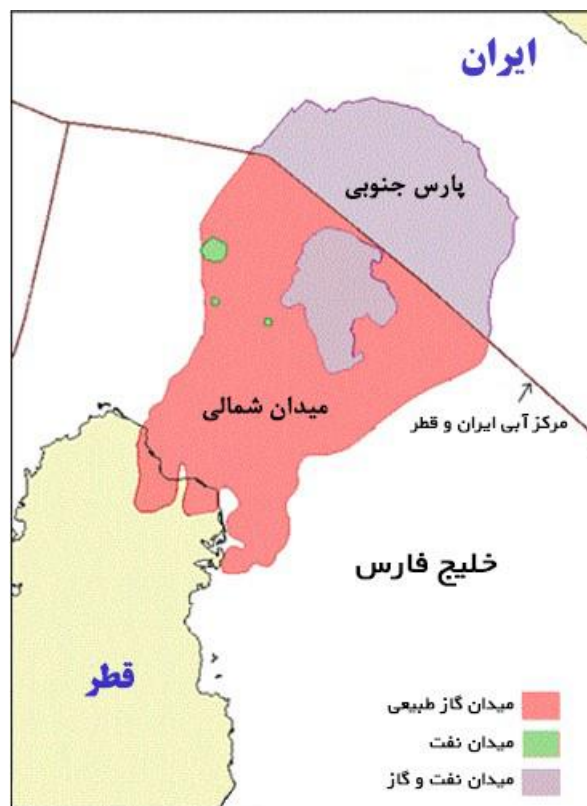 ایران
پارس جنوبی
میدان شمالی
مرکز آبی ایران و قطر
خلیج فارس
قطر
میدان گاز طبیعی
میدان نفت
میدان نفت و گاز